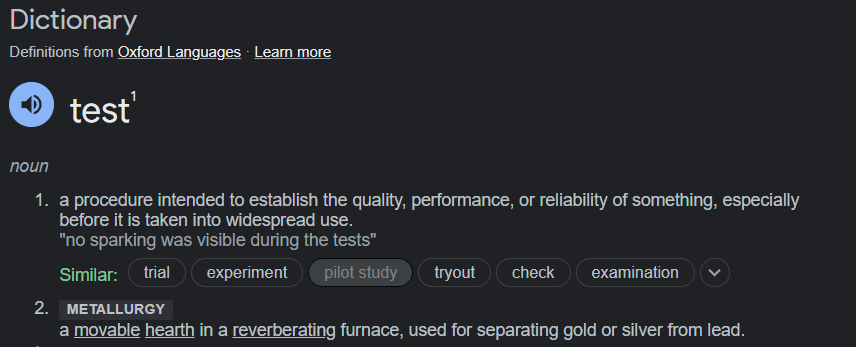 Dictionary
Definitions from Oxford Languages · Learn more
test1
noun
1. a procedure intended to establish the quality, performance, or reliability of something, especially
before it is taken into widespread use.
"no sparking was visible during the tests"
Similar: trial experiment pilot study tryout check examination
2. METALLURGY
a movable hearth in a reverberating furnace, used for separating gold or silver from lead.